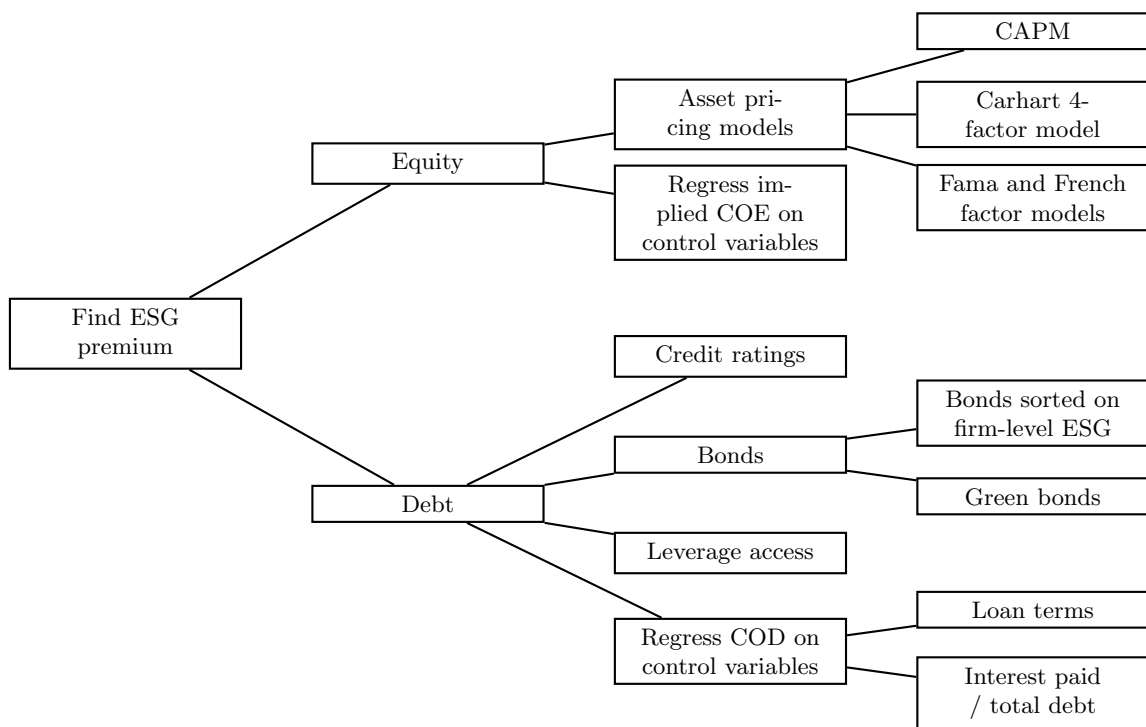 CAPM
Asset pri-
cing models
Carhart 4-
factor model
Equity
Regress im-
plied COE on
control variables
Fama and French
factor models
Find ESG
premium
Credit ratings
Bonds sorted on
firm-level ESG
Bonds
Debt
Green bonds
Leverage access
Loan terms
Regress COD on
control variables
Interest paid
/ total debt